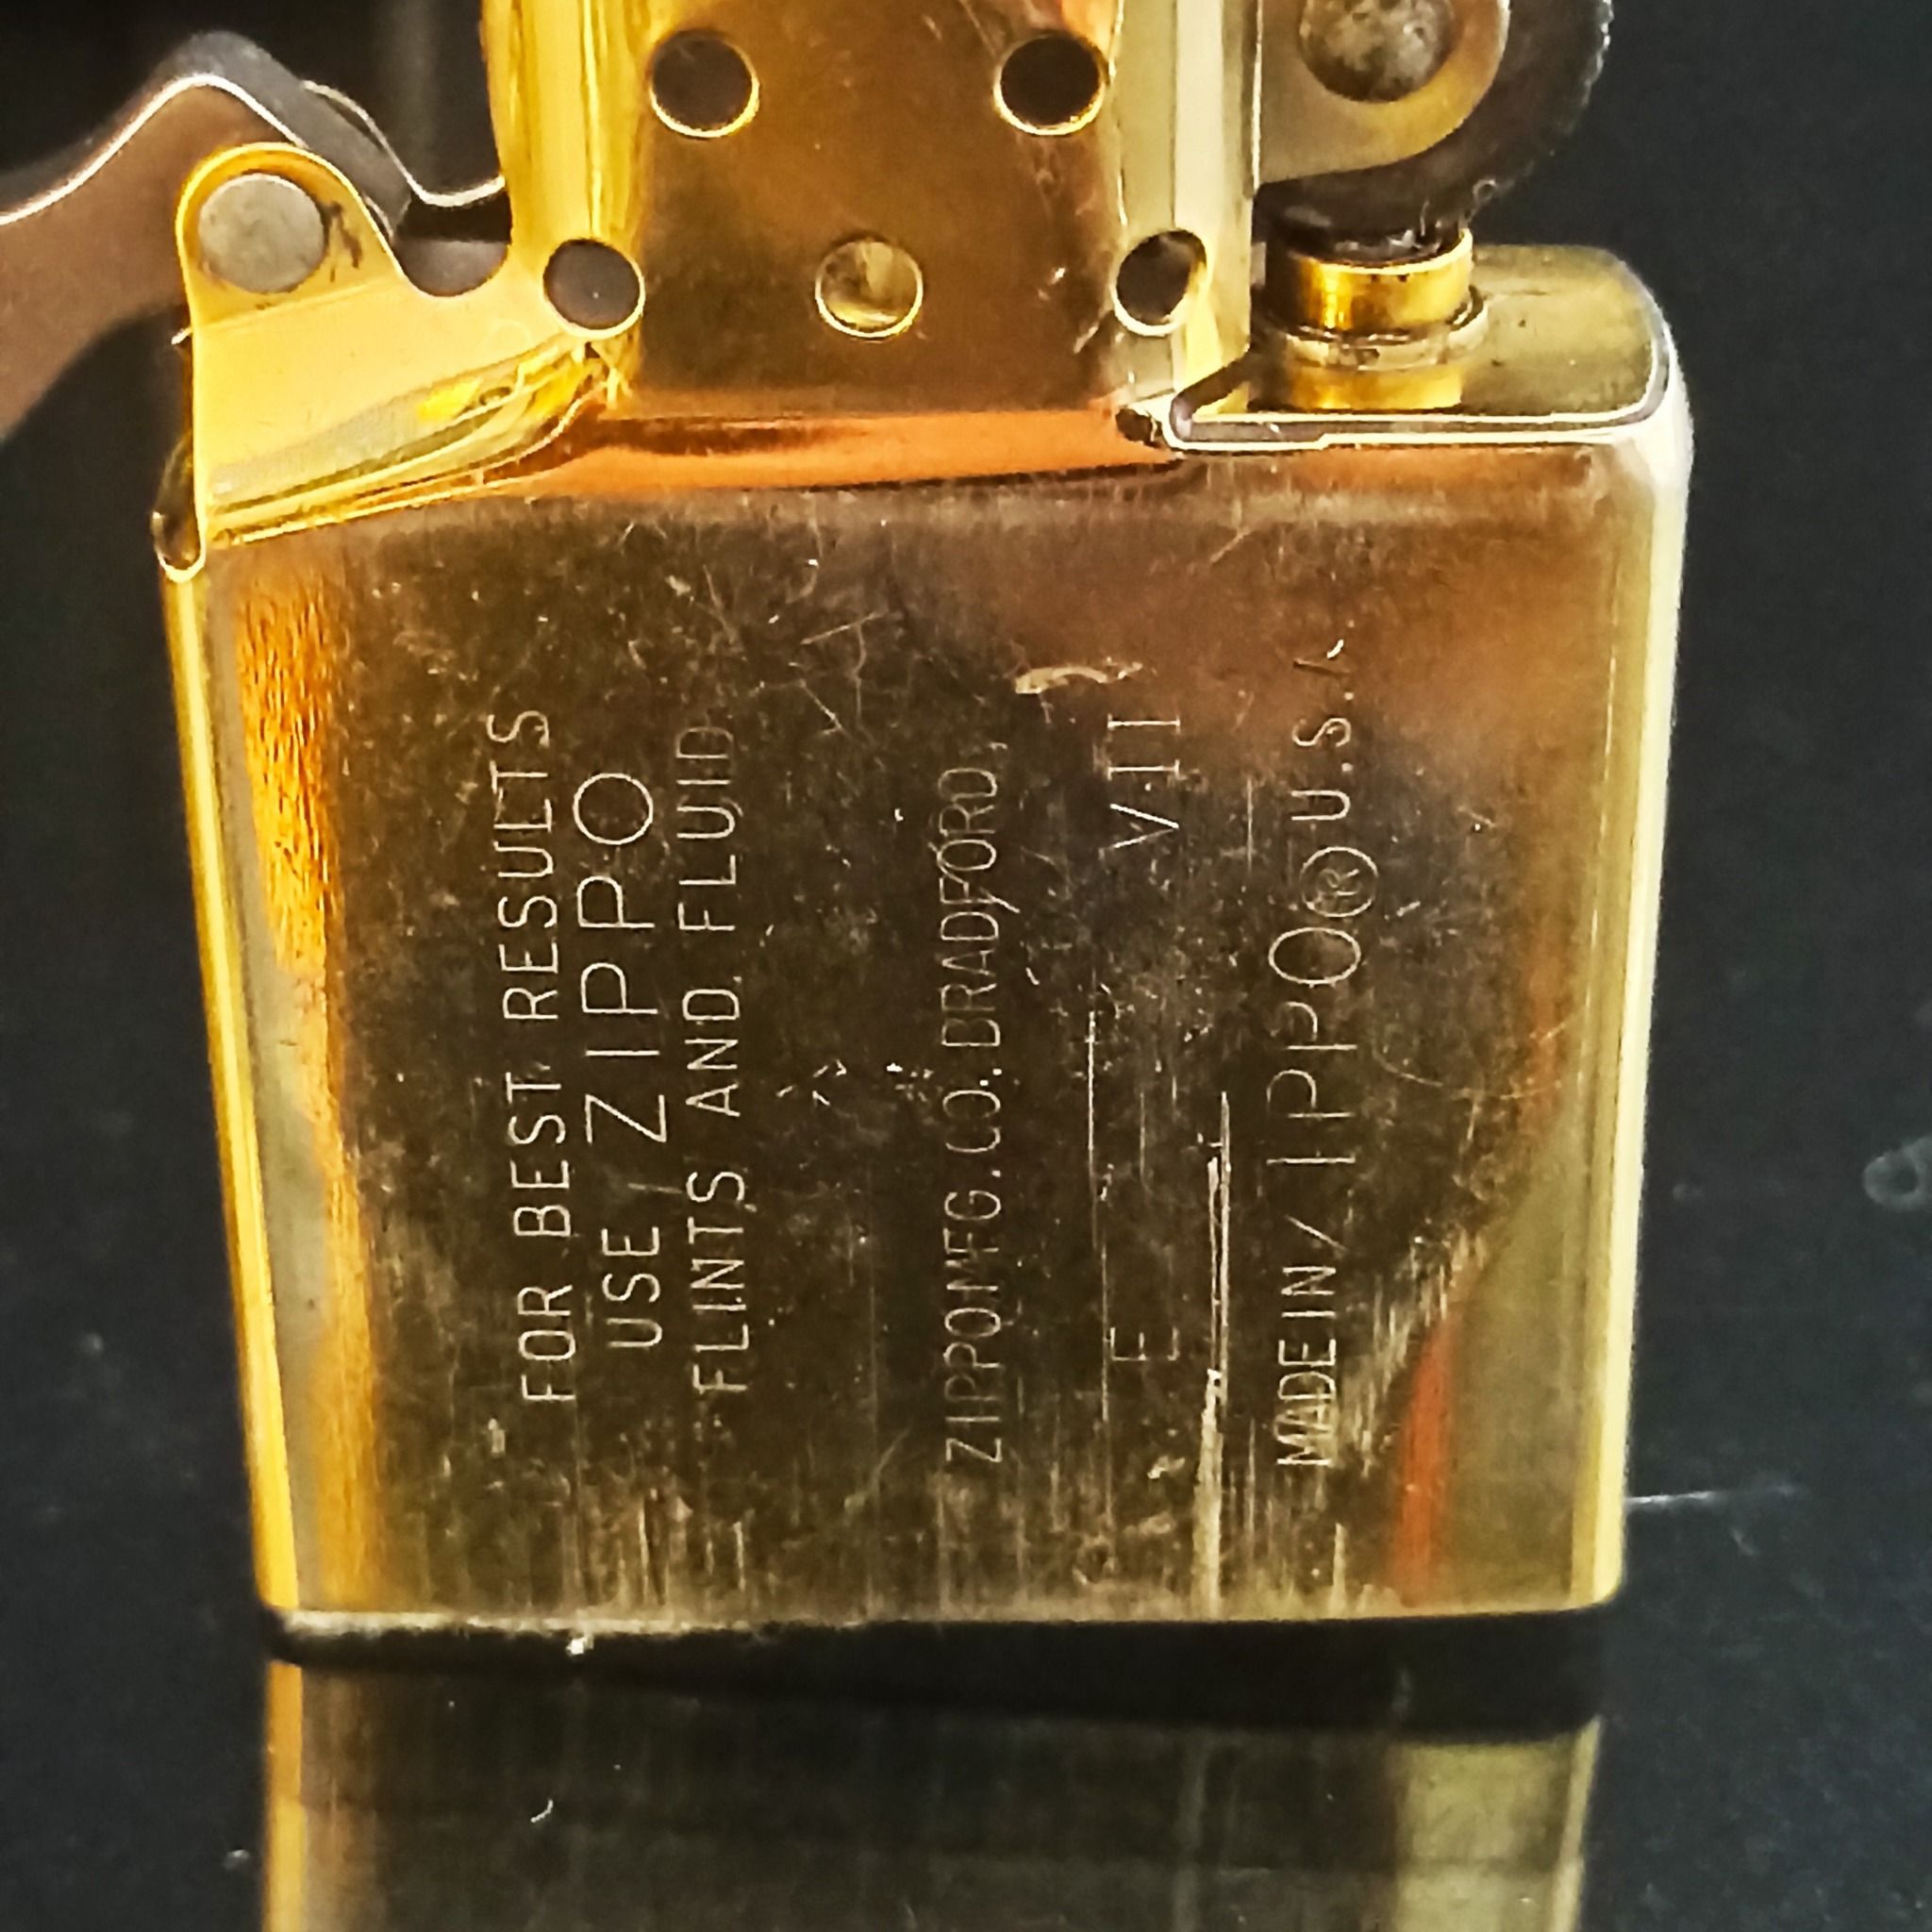 FOR BEST RESULTS
USE ZIPPO
FLINTS AND FLUID
ZIPPO MFG. CO. BRADFORD,
E VII
MADE IN ZIPPO® U.S.A